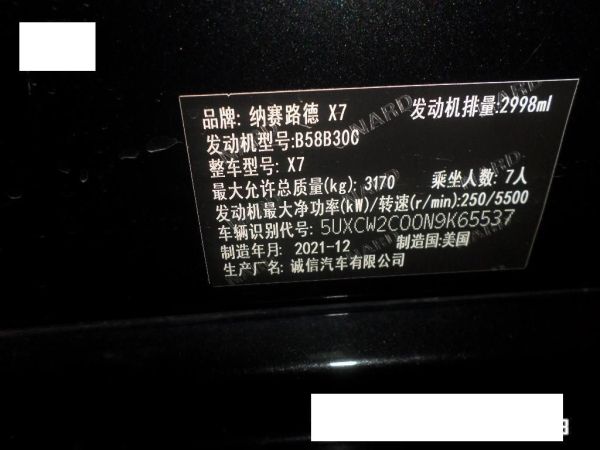 品牌: 纳赛路德 X7 发动机排量:2998ml
发动机型号:B58B30C
整车型号: X7
最大允许总质量(kg): 3170 乘坐人数: 7人
发动机最大净功率(kW)/转速(r/min):250/5500
车辆识别代号: 5UXCW2C00N9K65537
制造年月: 2021-12 制造国:美国
生产厂名: 诚信汽车有限公司